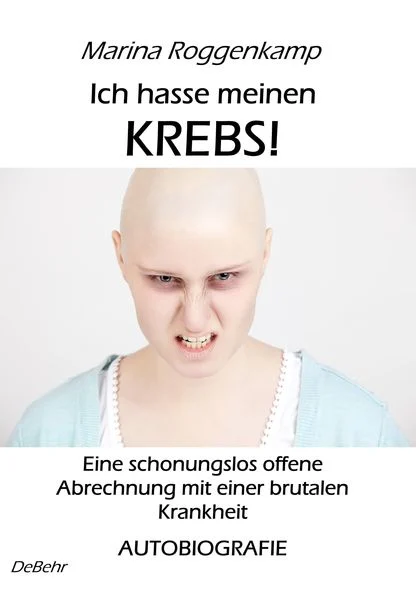 Marina Roggenkamp
Ich hasse meinen
KREBS!
Eine schonungslos offene
Abrechnung mit einer brutalen
Krankheit
AUTOBIOGRAFIE
DeBehr